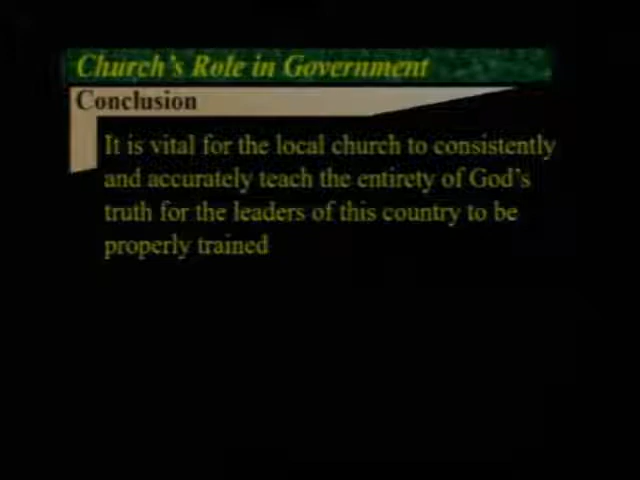 Church's Role in Government
Conclusion
It is vital for the local church to consistently
and accurately teach the entirety of God's
truth for the leaders of this country to be
properly trained